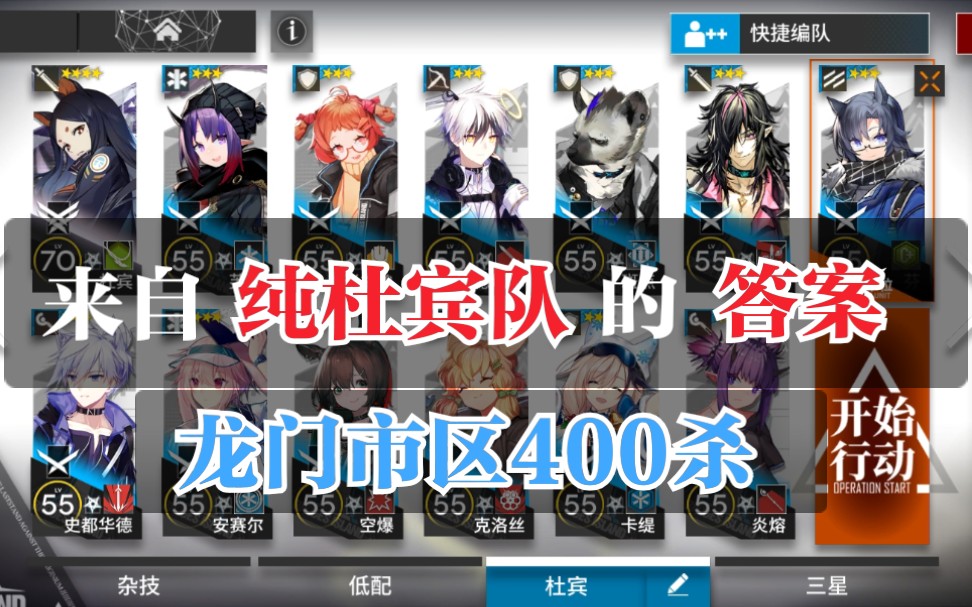 快捷编队
来自 纯杜宾队 的 答案
70 55 55 55 55 55
龙门市区400杀
开始
行动
OPERATION START
55 55 55 55 55 55
史都华德 安赛尔 空爆 克洛丝 卡缇 炎熔
杂技 低配 杜宾 三星